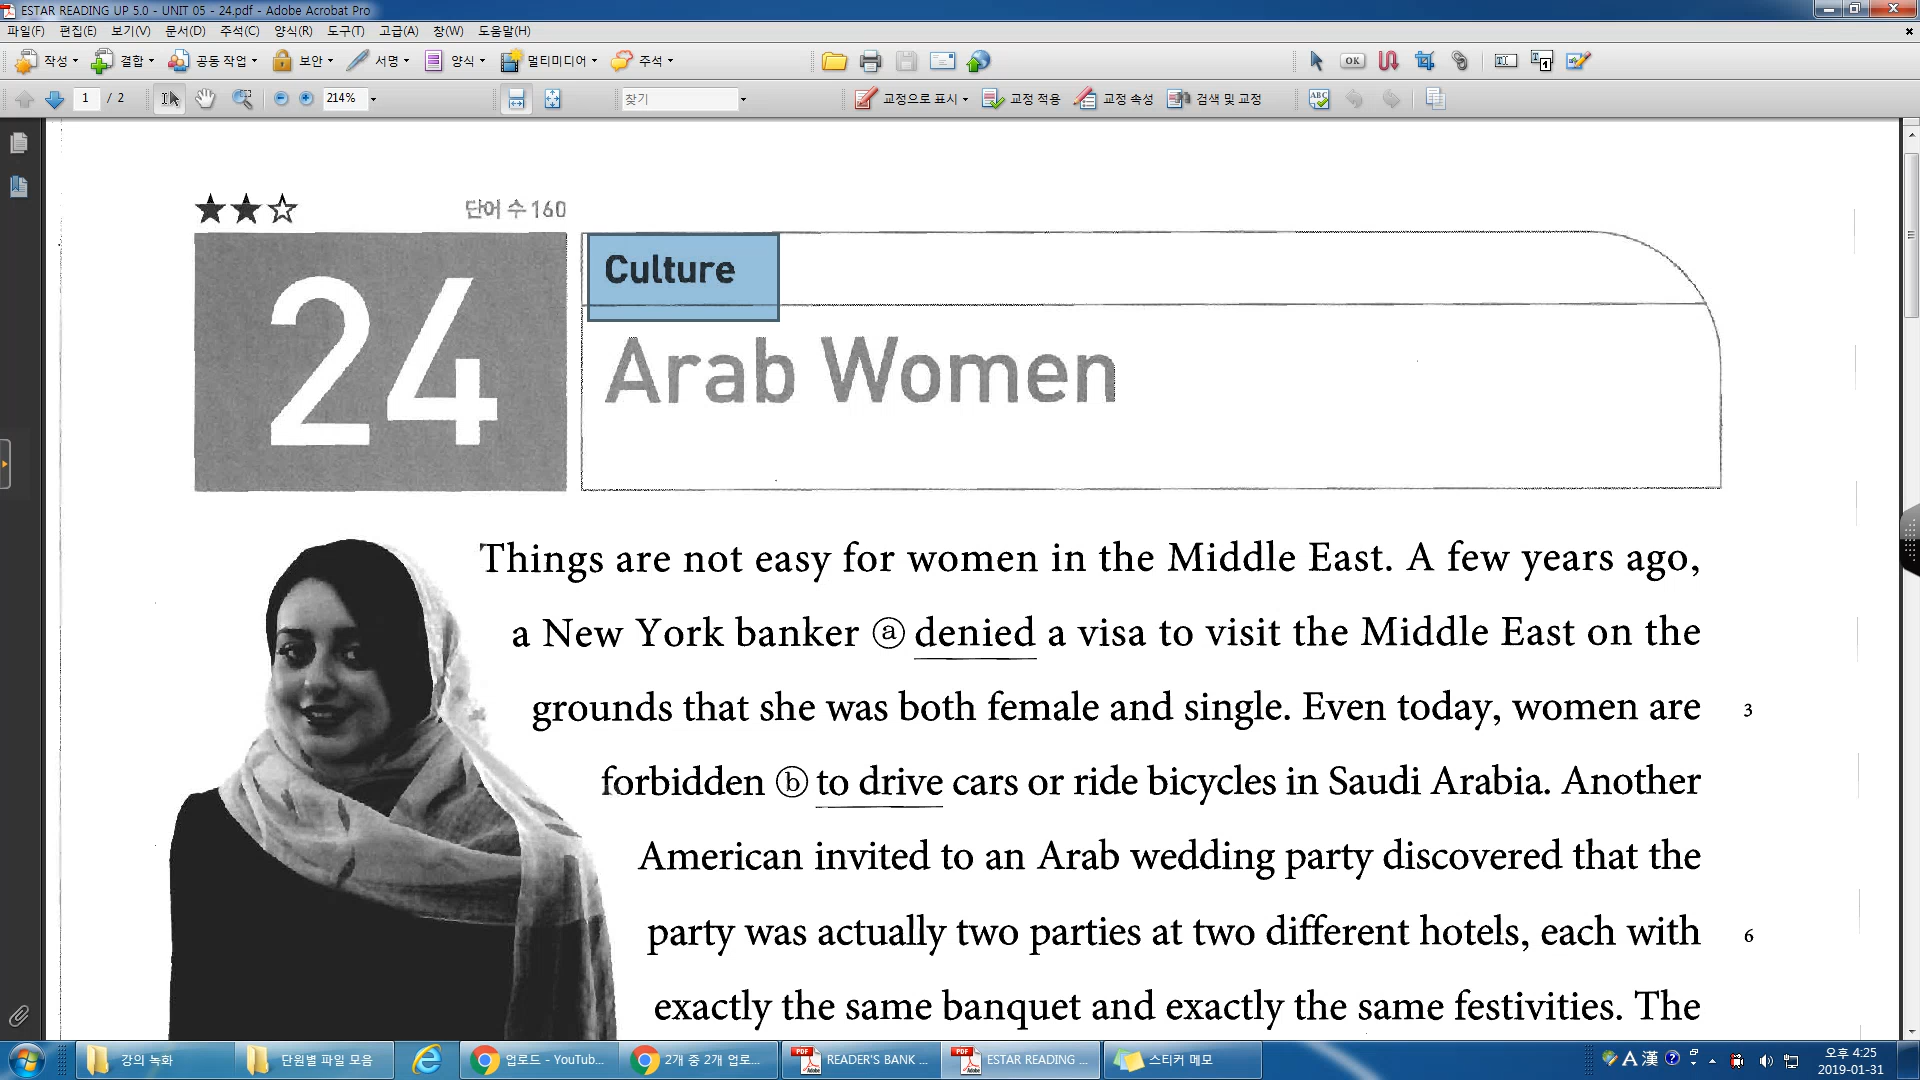 ESTAR READING UP 5.0 - UNIT 05 - 24.pdf - Adobe Acrobat Pro
파일(F) 편집(E) 보기(V) 문서(D) 주석(C) 양식(R) 도구(T) 고급(A) 창(W) 도움말(H)
작성 결합 공동 작업 보안 서명 양식 멀티미디어 주석 OK
1 / 2 214% 찾기 교정으로 표시 교정 적용 교정 속성 검색 및 교정 ABC
★★☆ 단어 수 160
24
Culture
Arab Women
Things are not easy for women in the Middle East. A few years ago,
a New York banker ⓐ denied a visa to visit the Middle East on the
grounds that she was both female and single. Even today, women are 3
forbidden ⓑ to drive cars or ride bicycles in Saudi Arabia. Another
American invited to an Arab wedding party discovered that the
party was actually two parties at two different hotels, each with 6
exactly the same banquet and exactly the same festivities. The
강의 녹화 단원별 파일 모음 업로드 - YouTub... 2개 중 2개 업로... READER'S BANK ... ESTAR READING ... 스티커 메모 A 漢 오후 4:25
2019-01-31